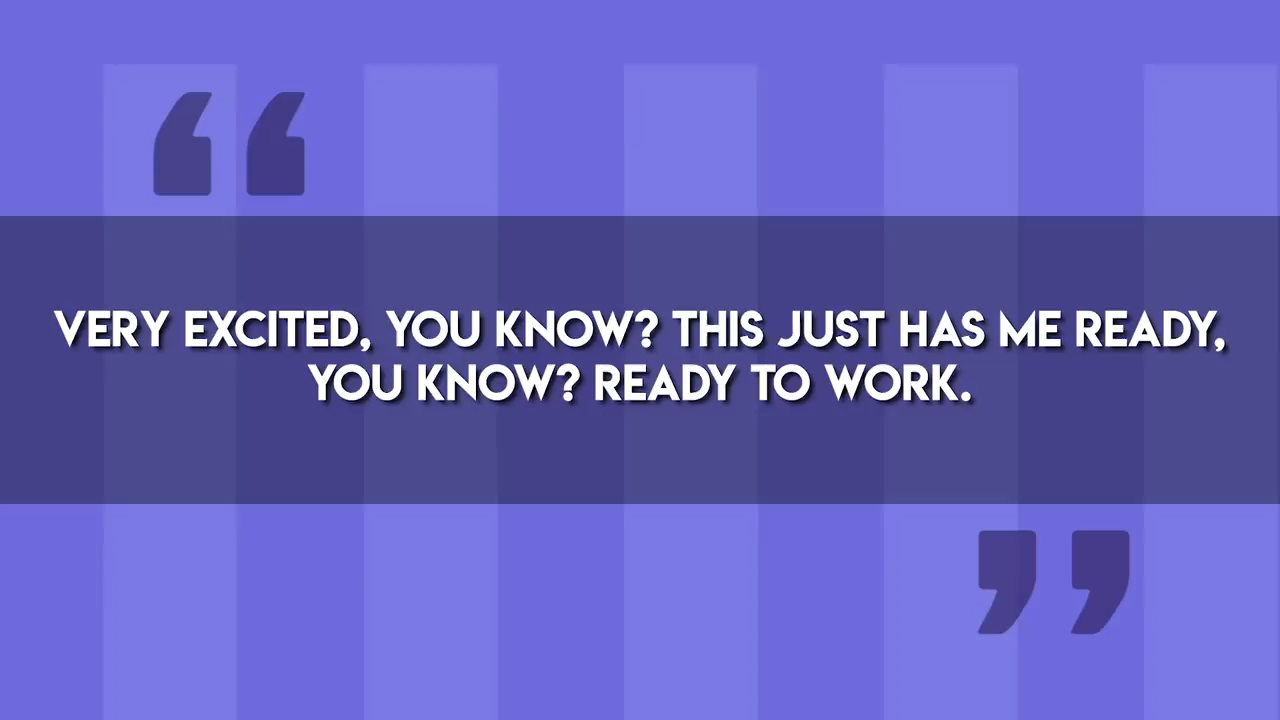 VERY EXCITED, YOU KNOW? THIS JUST HAS ME READY,
YOU KNOW? READY TO WORK.